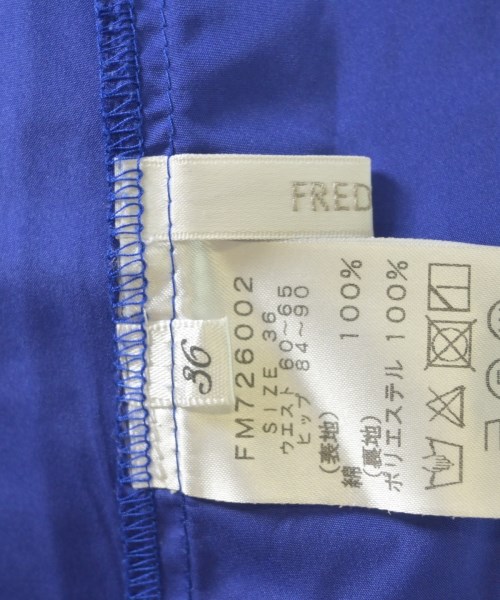 FRED
36
FM726002
SIZE 36
ウエスト 60~65
ヒップ 84~90
(表地)
綿 100%
(裏地)
ポリエステル 100%